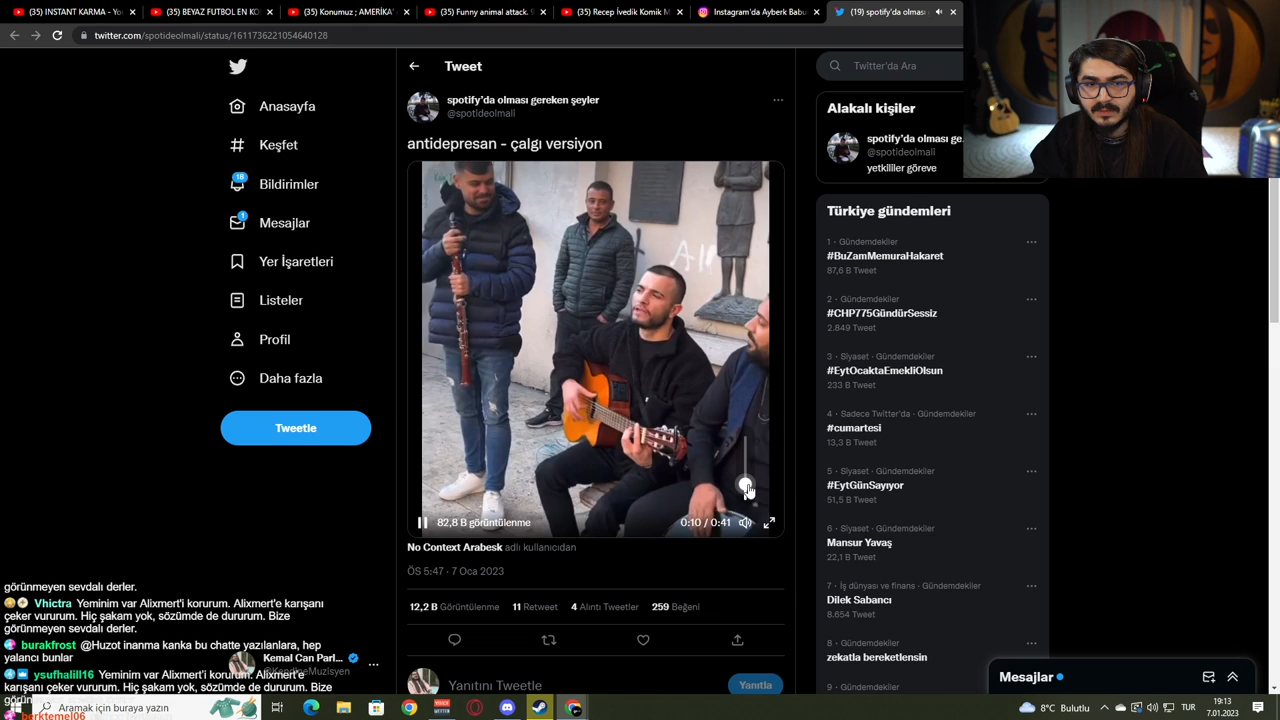 (35) INSTANT KARMA - You
(35) BEYAZ FUTBOL EN KO
(35) Konumuz ; AMERİKA'
(35) Funny animal attack. 9
(35) Recep İvedik Komik M
Instagram'da Ayberk Babu
(19) spotify'da olması
twitter.com/spotideolmali/status/1611736221054640128
Tweet
Twitter'da Ara
Anasayfa
Keşfet
18
Bildirimler
1
Mesajlar
Yer İşaretleri
Listeler
Profil
Daha fazla
Tweetle
spotify'da olması gereken şeyler
@spotideolmali
antidepresan - çalgı versiyon
82,8 B görüntülenme
0:10 / 0:41
No Context Arabesk adlı kullanıcıdan
ÖS 5:47 · 7 Oca 2023
12,2 B Görüntülenme 11 Retweet 4 Alıntı Tweetler 259 Beğeni
Yanıtını Tweetle
Yanıtla
Alakalı kişiler
spotify'da olması ge
@spotideolmali
yetkililer göreve
Türkiye gündemleri
1 · Gündemdekiler
#BuZamMemuraHakaret
87,6 B Tweet
2 · Gündemdekiler
#CHP775GündürSessiz
2.849 Tweet
3 · Siyaset · Gündemdekiler
#EytOcaktaEmekliOlsun
233 B Tweet
4 · Sadece Twitter'da · Gündemdekiler
#cumartesi
13,3 B Tweet
5 · Siyaset · Gündemdekiler
#EytGünSayıyor
51,5 B Tweet
6 · Siyaset · Gündemdekiler
Mansur Yavaş
22,1 B Tweet
7 · İş dünyası ve finans · Gündemdekiler
Dilek Sabancı
8.654 Tweet
8 · Gündemdekiler
zekatla bereketlensin
9 · Gündemdekiler
Mesajlar
görünmeyen sevdalı derler.
Vhictra Yeminim var Alixmert'i korurum. Alixmert'e karışanı
çeker vururum. Hiç şakam yok, sözümde de dururum. Bize
görünmeyen sevdalı derler.
burakfrost @Huzot inanma kanka bu chatte yazılanlara, hep
yalancı bunlar
Kemal Can Parl...
ysufhalill16 Yeminim var Alixmert'i korurum. Alixmert'e
karışanı çeker vururum. Hiç şakam yok, sözümde de dururum. Bize
berktemel06
Aramak için buraya yazın
8°C Bulutlu
TUR
19:13
7.01.2023